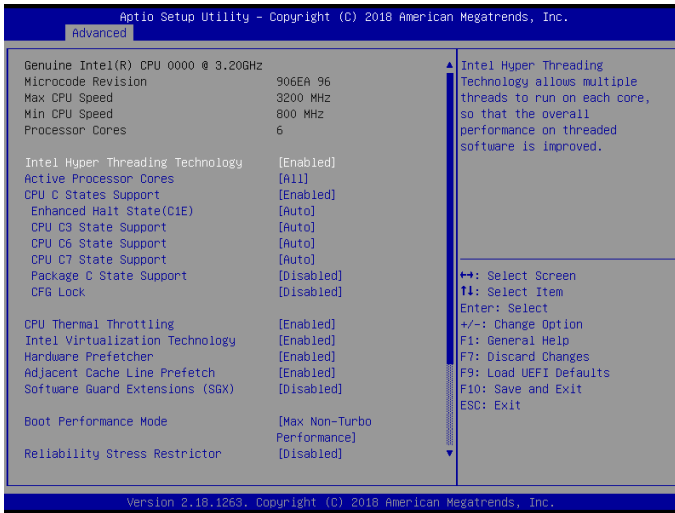 Aptio Setup Utility – Copyright (C) 2018 American Megatrends, Inc.
Advanced
Genuine Intel(R) CPU 0000 @ 3.20GHz
Microcode Revision 906EA 96
Max CPU Speed 3200 MHz
Min CPU Speed 800 MHz
Processor Cores 6
Intel Hyper Threading Technology [Enabled]
Active Processor Cores [All]
CPU C States Support [Enabled]
Enhanced Halt State(C1E) [Auto]
CPU C3 State Support [Auto]
CPU C6 State Support [Auto]
CPU C7 State Support [Auto]
Package C State Support [Disabled]
CFG Lock [Disabled]
CPU Thermal Throttling [Enabled]
Intel Virtualization Technology [Enabled]
Hardware Prefetcher [Enabled]
Adjacent Cache Line Prefetch [Enabled]
Software Guard Extensions (SGX) [Disabled]
Boot Performance Mode [Max Non-Turbo
Performance]
Reliability Stress Restrictor [Disabled]
Intel Hyper Threading
Technology allows multiple
threads to run on each core,
so that the overall
performance on threaded
software is improved.
↔: Select Screen
↑↓: Select Item
Enter: Select
+/-: Change Option
F1: General Help
F7: Discard Changes
F9: Load UEFI Defaults
F10: Save and Exit
ESC: Exit
Version 2.18.1263. Copyright (C) 2018 American Megatrends, Inc.